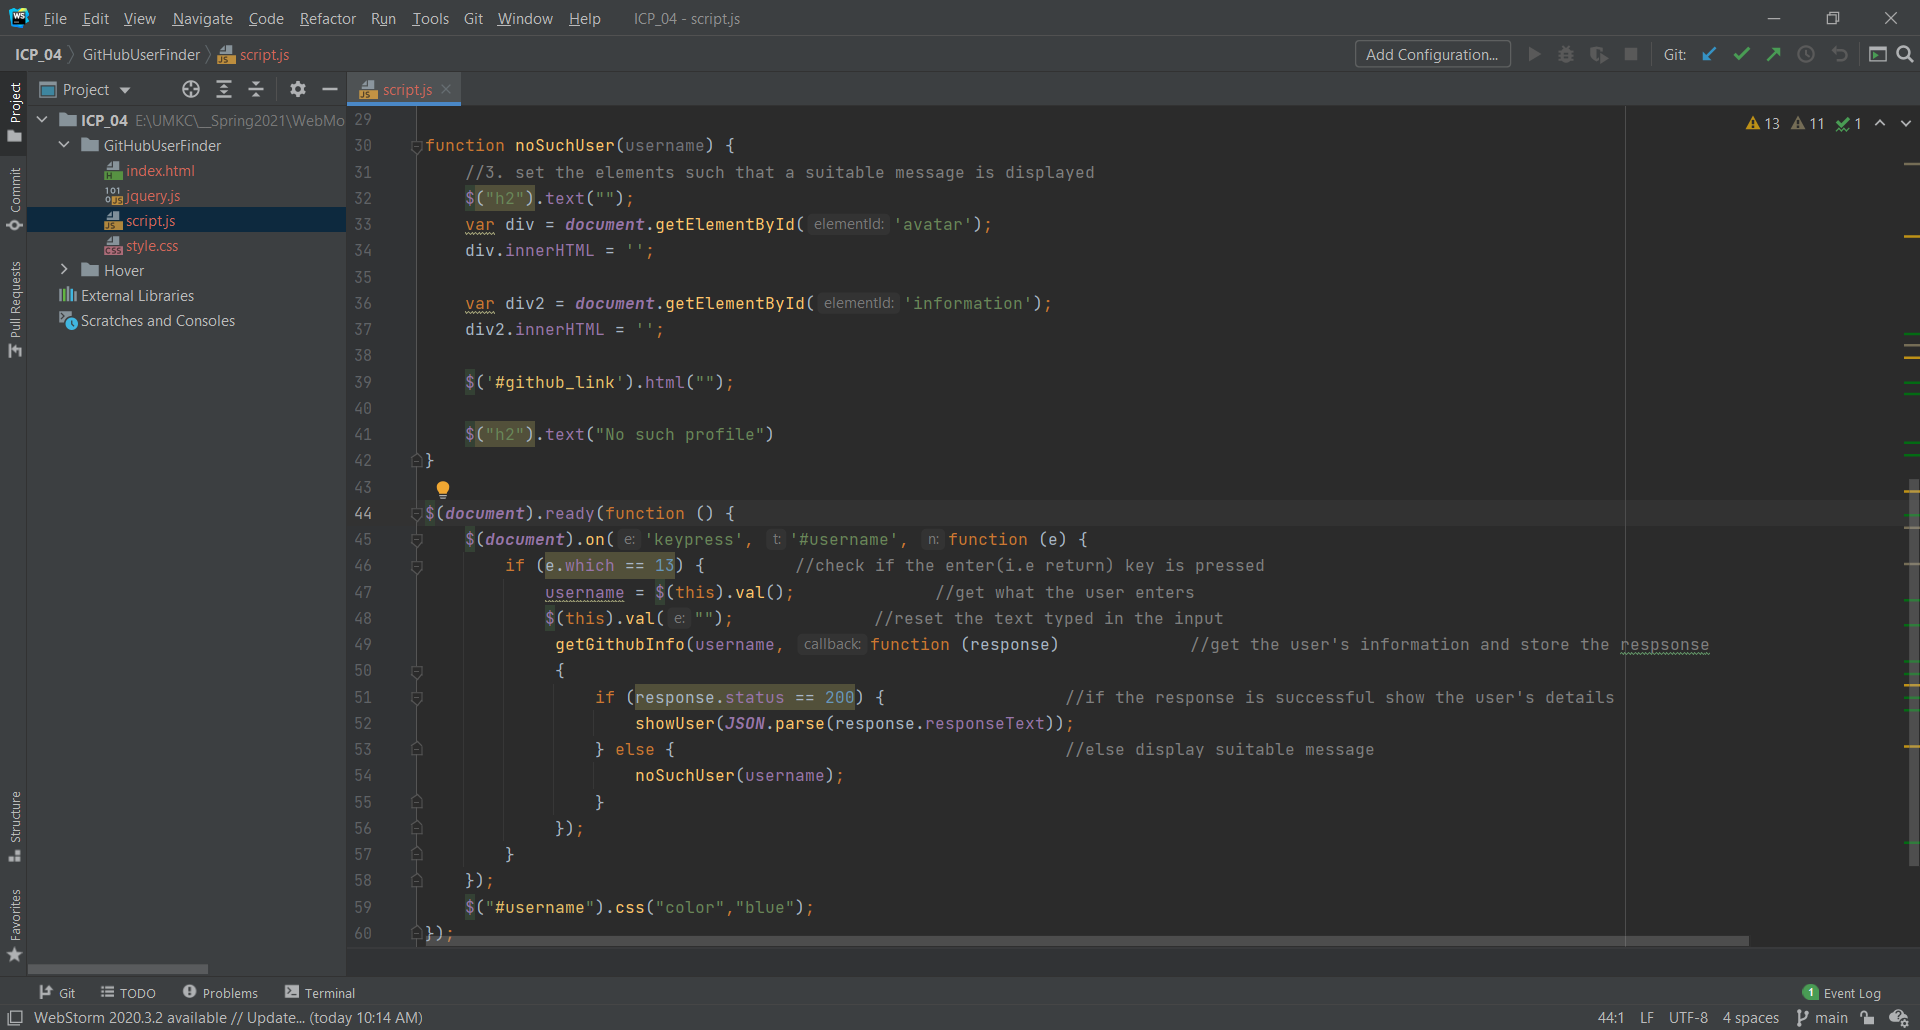 WS File Edit View Navigate Code Refactor Run Tools Git Window Help ICP_04 - script.js
ICP_04 GitHubUserFinder script.js Add Configuration... Git:
Project
Commit
Pull Requests
Structure
Favorites
Project
ICP_04 E:\UMKC\__Spring2021\WebMo
GitHubUserFinder
index.html
jquery.js
script.js
style.css
Hover
External Libraries
Scratches and Consoles
script.js
13 11 1
29
30 function noSuchUser(username) {
31 //3. set the elements such that a suitable message is displayed
32 $("h2").text("");
33 var div = document.getElementById( elementId: 'avatar');
34 div.innerHTML = '';
35
36 var div2 = document.getElementById( elementId: 'information');
37 div2.innerHTML = '';
38
39 $('#github_link').html("");
40
41 $("h2").text("No such profile")
42 }
43
44 $(document).ready(function () {
45 $(document).on( e: 'keypress', t: '#username', n: function (e) {
46 if (e.which == 13) { //check if the enter(i.e return) key is pressed
47 username = $(this).val(); //get what the user enters
48 $(this).val( e: ""); //reset the text typed in the input
49 getGithubInfo(username, callback: function (response) //get the user's information and store the respsonse
50 {
51 if (response.status == 200) { //if the response is successful show the user's details
52 showUser(JSON.parse(response.responseText));
53 } else { //else display suitable message
54 noSuchUser(username);
55 }
56 });
57 }
58 });
59 $("#username").css("color","blue");
60 });
Git TODO Problems Terminal 1 Event Log
WebStorm 2020.3.2 available // Update... (today 10:14 AM) 44:1 LF UTF-8 4 spaces main